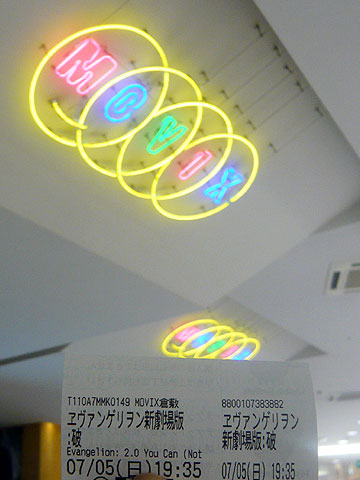 MOVIX
T110A7MMK0149 MOVIX倉敷
ヱヴァンゲリヲン新劇場版
:破
Evangelion: 2.0 You Can (Not
07/05(日)19:35
8800107383882
ヱヴァンゲリヲン
新劇場版:破
07/05(日)19:35